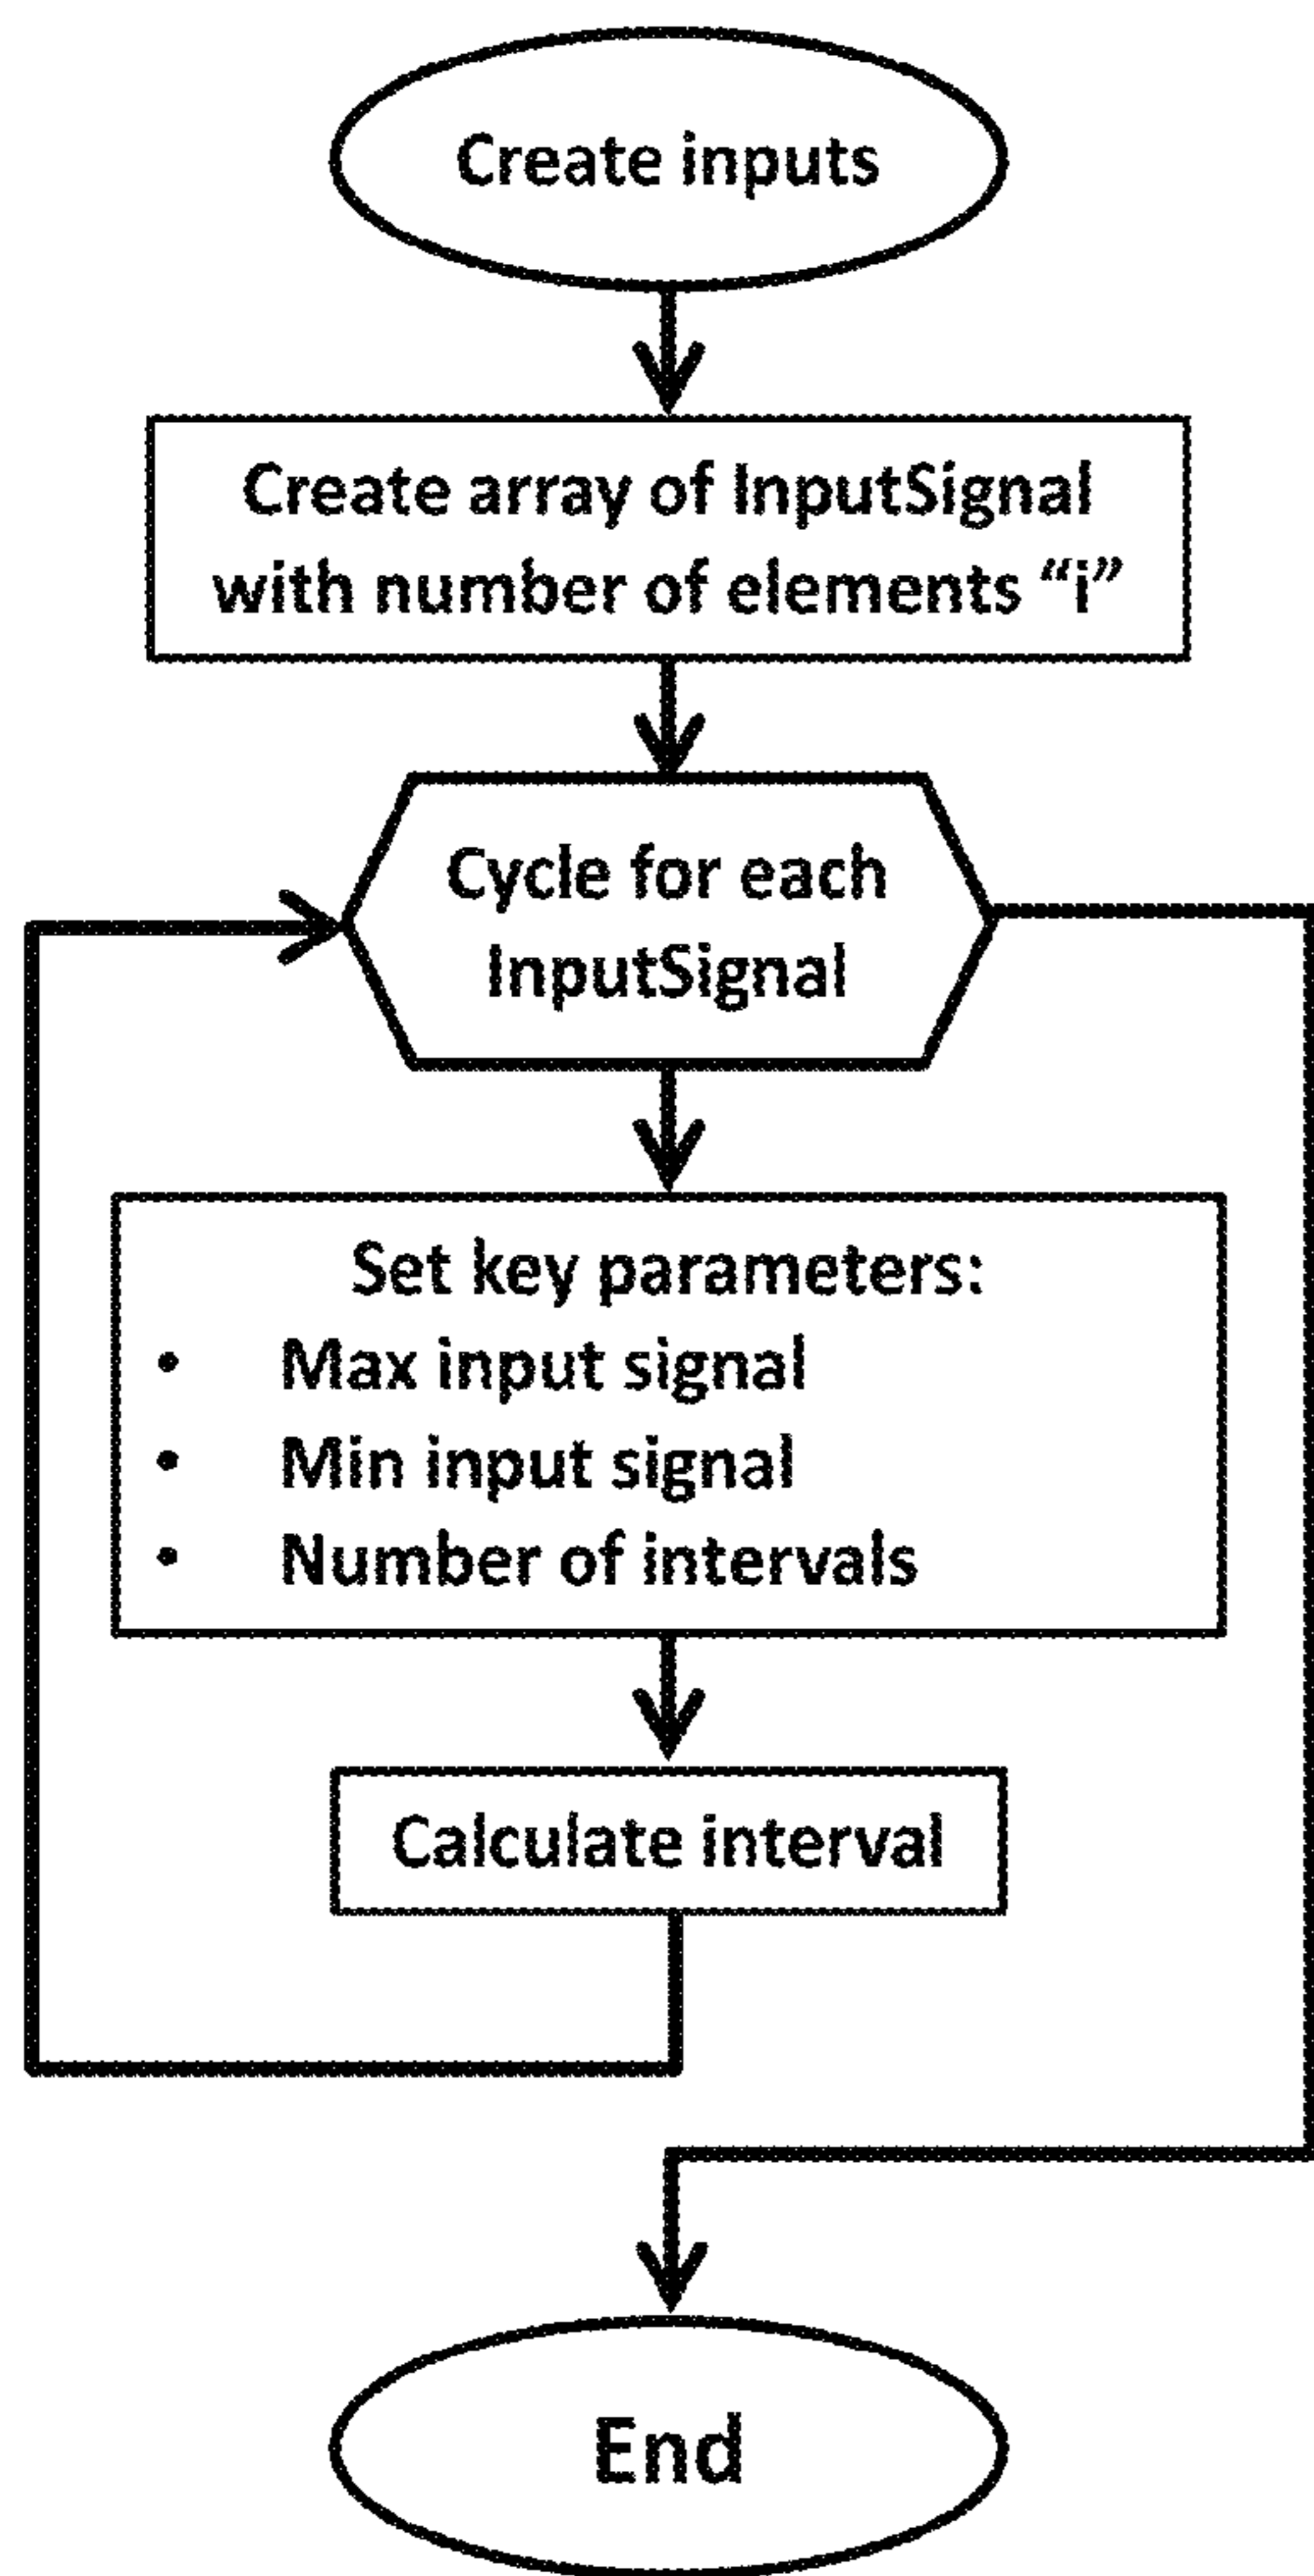 Create inputs
Create array of InputSignal
with number of elements “i”
Cycle for each
InputSignal
Set key parameters:
• Max input signal
• Min input signal
• Number of intervals
Calculate interval
End